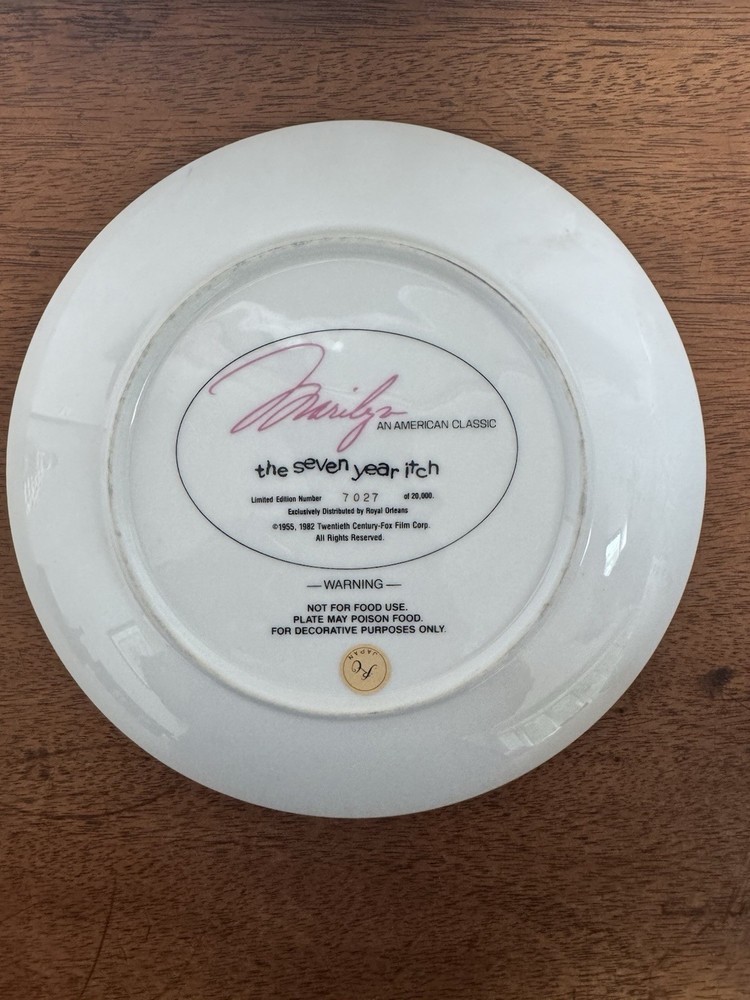 Marilyn
AN AMERICAN CLASSIC
the seven year itch
Limited Edition Number 7027 of 20,000.
Exclusively Distributed by Royal Orleans
©1955, 1982 Twentieth Century-Fox Film Corp.
All Rights Reserved.
—WARNING—
NOT FOR FOOD USE.
PLATE MAY POISON FOOD.
FOR DECORATIVE PURPOSES ONLY.
JAPAN